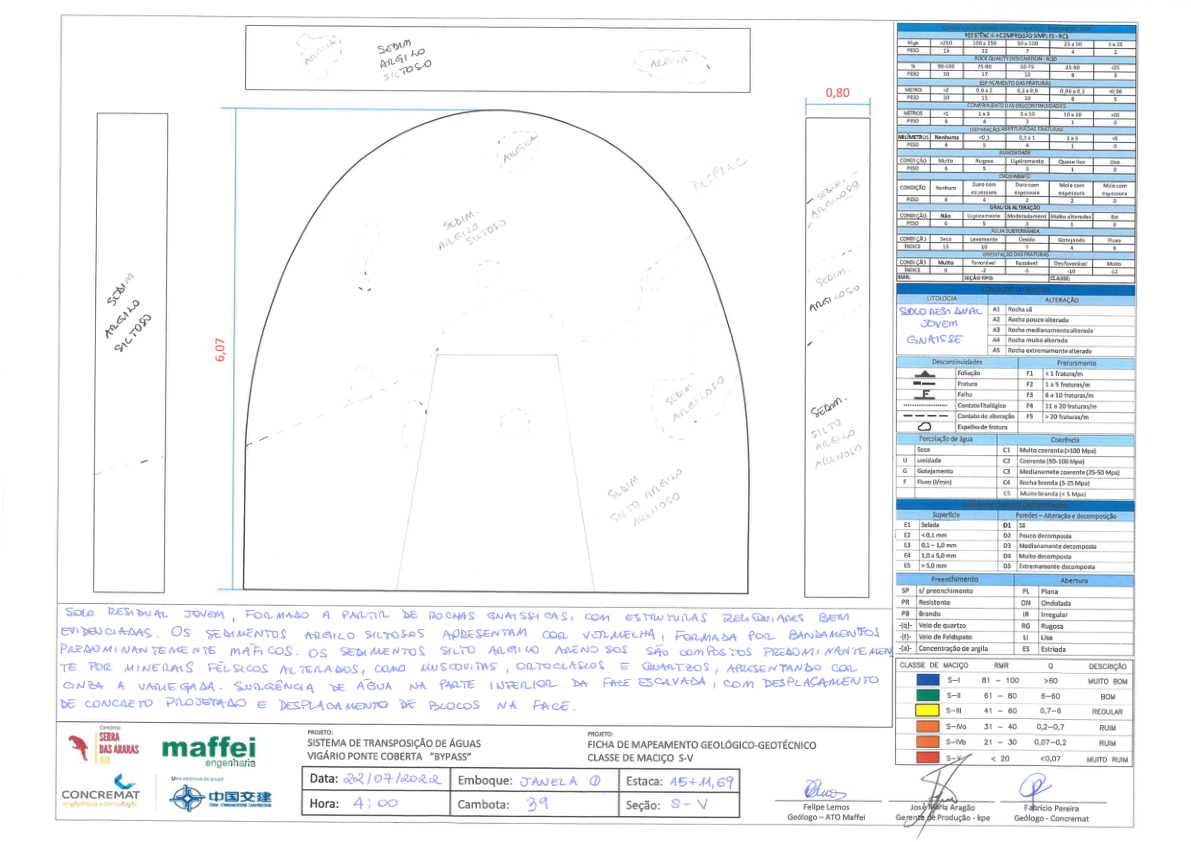 ARGILA
SEDIM
ARGILO
SILTOSO
ARGILA
0,80
6,07
ARGILA
DESPLAC
SEDIM.
ARGILO
SILTOSO
SEDIM
ARGILO
SILTOSO
SEDIM.
ARGILOSO
SEDIM.
ARGILOSO
SEDIM.
SILTO
ARGILO
ARENOSO
SEDIM
ARGILOSO
SEDIM
SILTO ARGILO
ARENOSO
RESISTÊNCIA A COMPRESSÃO SIMPLES - RCS
Mpa >250 100 a 250 50 a 100 25 a 50 5 a 25
PESO 15 12 7 4 2
ROCK QUALITY DESIGNATION - RQD
% 90-100 75-90 50-75 25-50 <25
PESO 20 17 13 8 3
ESPAÇAMENTO DAS FRATURAS
METRO >2 0,6 a 2 0,2 a 0,6 0,06 a 0,2 <0,06
PESO 20 15 10 8 5
COMPRIMENTO DAS DESCONTINUIDADES
METROS <1 1 a 3 3 a 10 10 a 20 >20
PESO 6 4 2 1 0
(SEPARAÇÃO) ABERTURA DAS FRATURAS
MILÍMETROS Nenhuma <0,1 0,1 a 1 1 a 5 >5
PESO 6 5 4 1 0
RUGOSIDADE
CONDIÇÃO Muito Rugoso Ligeiramente Quase liso Liso
PESO 6 5 3 1 0
CONDIÇÃO Nenhum Duro com espessura Duro com espessura Mole com espessura Mole com espessura
PESO 6 4 2 2 0
GRAU DE ALTERAÇÃO
CONDIÇÃO Não Ligeiramente Moderadament Muito alteradas Em
PESO 6 5 3 1 0
ÁGUA SUBTERRÂNEA
CONDIÇÃO Seco Levemente Úmido Gotejando Fluxo
ÍNDICE 15 10 7 4 0
ORIENTAÇÃO DAS FRATURAS
CONDIÇÃO Muito Favorável Razoável Desfavorável Muito
ÍNDICE 0 -2 -5 -10 -12
RMR: SEÇÃO TIPO: CLASSE:
LITOLOGIA ALTERAÇÃO
SOLO RESIDUAL
JOVEM
GNAISSE
A1 Rocha sã
A2 Rocha pouco alterada
A3 Rocha medianamente alterada
A4 Rocha muito alterada
A5 Rocha extremamente alterada
Descontinuidades Fraturamento
Foliação F1 < 1 fratura/m
Fratura F2 1 a 5 fraturas/m
F Falha F3 6 a 10 fraturas/m
Contato litológico F4 11 a 20 fraturas/m
Contato de alteração F5 > 20 fraturas/m
Espelho de fratura
Percolação de água Coerência
Seco C1 Muito coerente (>100 Mpa)
U umidade C2 Coerente (50-100 Mpa)
G Gotejamento C3 Medianamete coerente (25-50 Mpa)
F Fluxo (l/min) C4 Rocha branda (5-25 Mpa)
C5 Muito branda (< 5 Mpa)
Superfície Paredes – Alteração e decomposição
E1 Selada D1 Sã
E2 < 0,1 mm D2 Pouco decomposta
E3 0,1 – 1,0 mm D3 Medianamente decomposta
E4 1,0 a 5,0 mm D4 Muito decomposta
E5 > 5,0 mm D5 Extremamente decomposta
Preenchimento Abertura
SP s/ preenchimento PL Plana
PR Resistente ON Ondulada
PB Brando IR Irregular
-(q)- Veio de quartzo RG Rugosa
-(f)- Veio de Feldspato LI Lisa
-(x)- Concentração de argila ES Estriada
CLASSE DE MACIÇO RMR Q DESCRIÇÃO
S–I 81 – 100 >60 MUITO BOM
S–II 61 – 80 6–60 BOM
S–III 41 – 60 0,7–6 REGULAR
S–IVa 31 – 40 0,2–0,7 RUIM
S–IVb 21 – 30 0,07–0,2 RUIM
S–V < 20 <0,07 MUITO RUIM
SOLO RESIDUAL JOVEM, FORMADO A PARTIR DE ROCHAS GNAISSICAS, COM ESTRUTURAS RELIQUIARES BEM
EVIDENCIADAS. OS SEDIMENTOS ARGILO SILTOSOS APRESENTAM COR VERMELHA, FORMADA POR BANDAMENTOS
PREDOMINANTEMENTE MÁFICOS. OS SEDIMENTOS SILTO ARGILO ARENOSOS SÃO COMPOSTOS PREDOMINANTEMEN
TE POR MINERAIS FÉLSICOS ALTERADOS, COMO MUSCOVITAS, ORTOCLÁSIOS E QUARTZOS, APRESENTANDO COR
CINZA A VARIEGADA. SURGÊNCIA DE ÁGUA NA PARTE INFERIOR DA FACE ESCAVADA, COM DESPLACAMENTO
DE CONCRETO PROJETADO E DESPLACAMENTO DE BLOCOS NA FACE.
Consórcio
SERRA
DAS ARARAS
maffei
engenharia
CONCREMAT
engenharia e tecnologia
Uma empresa do grupo
中国交建
CHINA COMMUNICATIONS CONSTRUCTION
PROJETO:
SISTEMA DE TRANSPOSIÇÃO DE ÁGUAS
VIGÁRIO PONTE COBERTA "BYPASS"
PROJETO:
FICHA DE MAPEAMENTO GEOLÓGICO-GEOTÉCNICO
CLASSE DE MACIÇO S-V
Data: 22/07/2022 Emboque: JANELA 1 Estaca: 15+11,69
Hora: 4:00 Cambota: 39 Seção: S-V
Felipe Lemos
Geólogo – ATO Maffei
José Maria Aragão
Gerente de Produção - kpe
Fabrício Pereira
Geólogo - Concremat